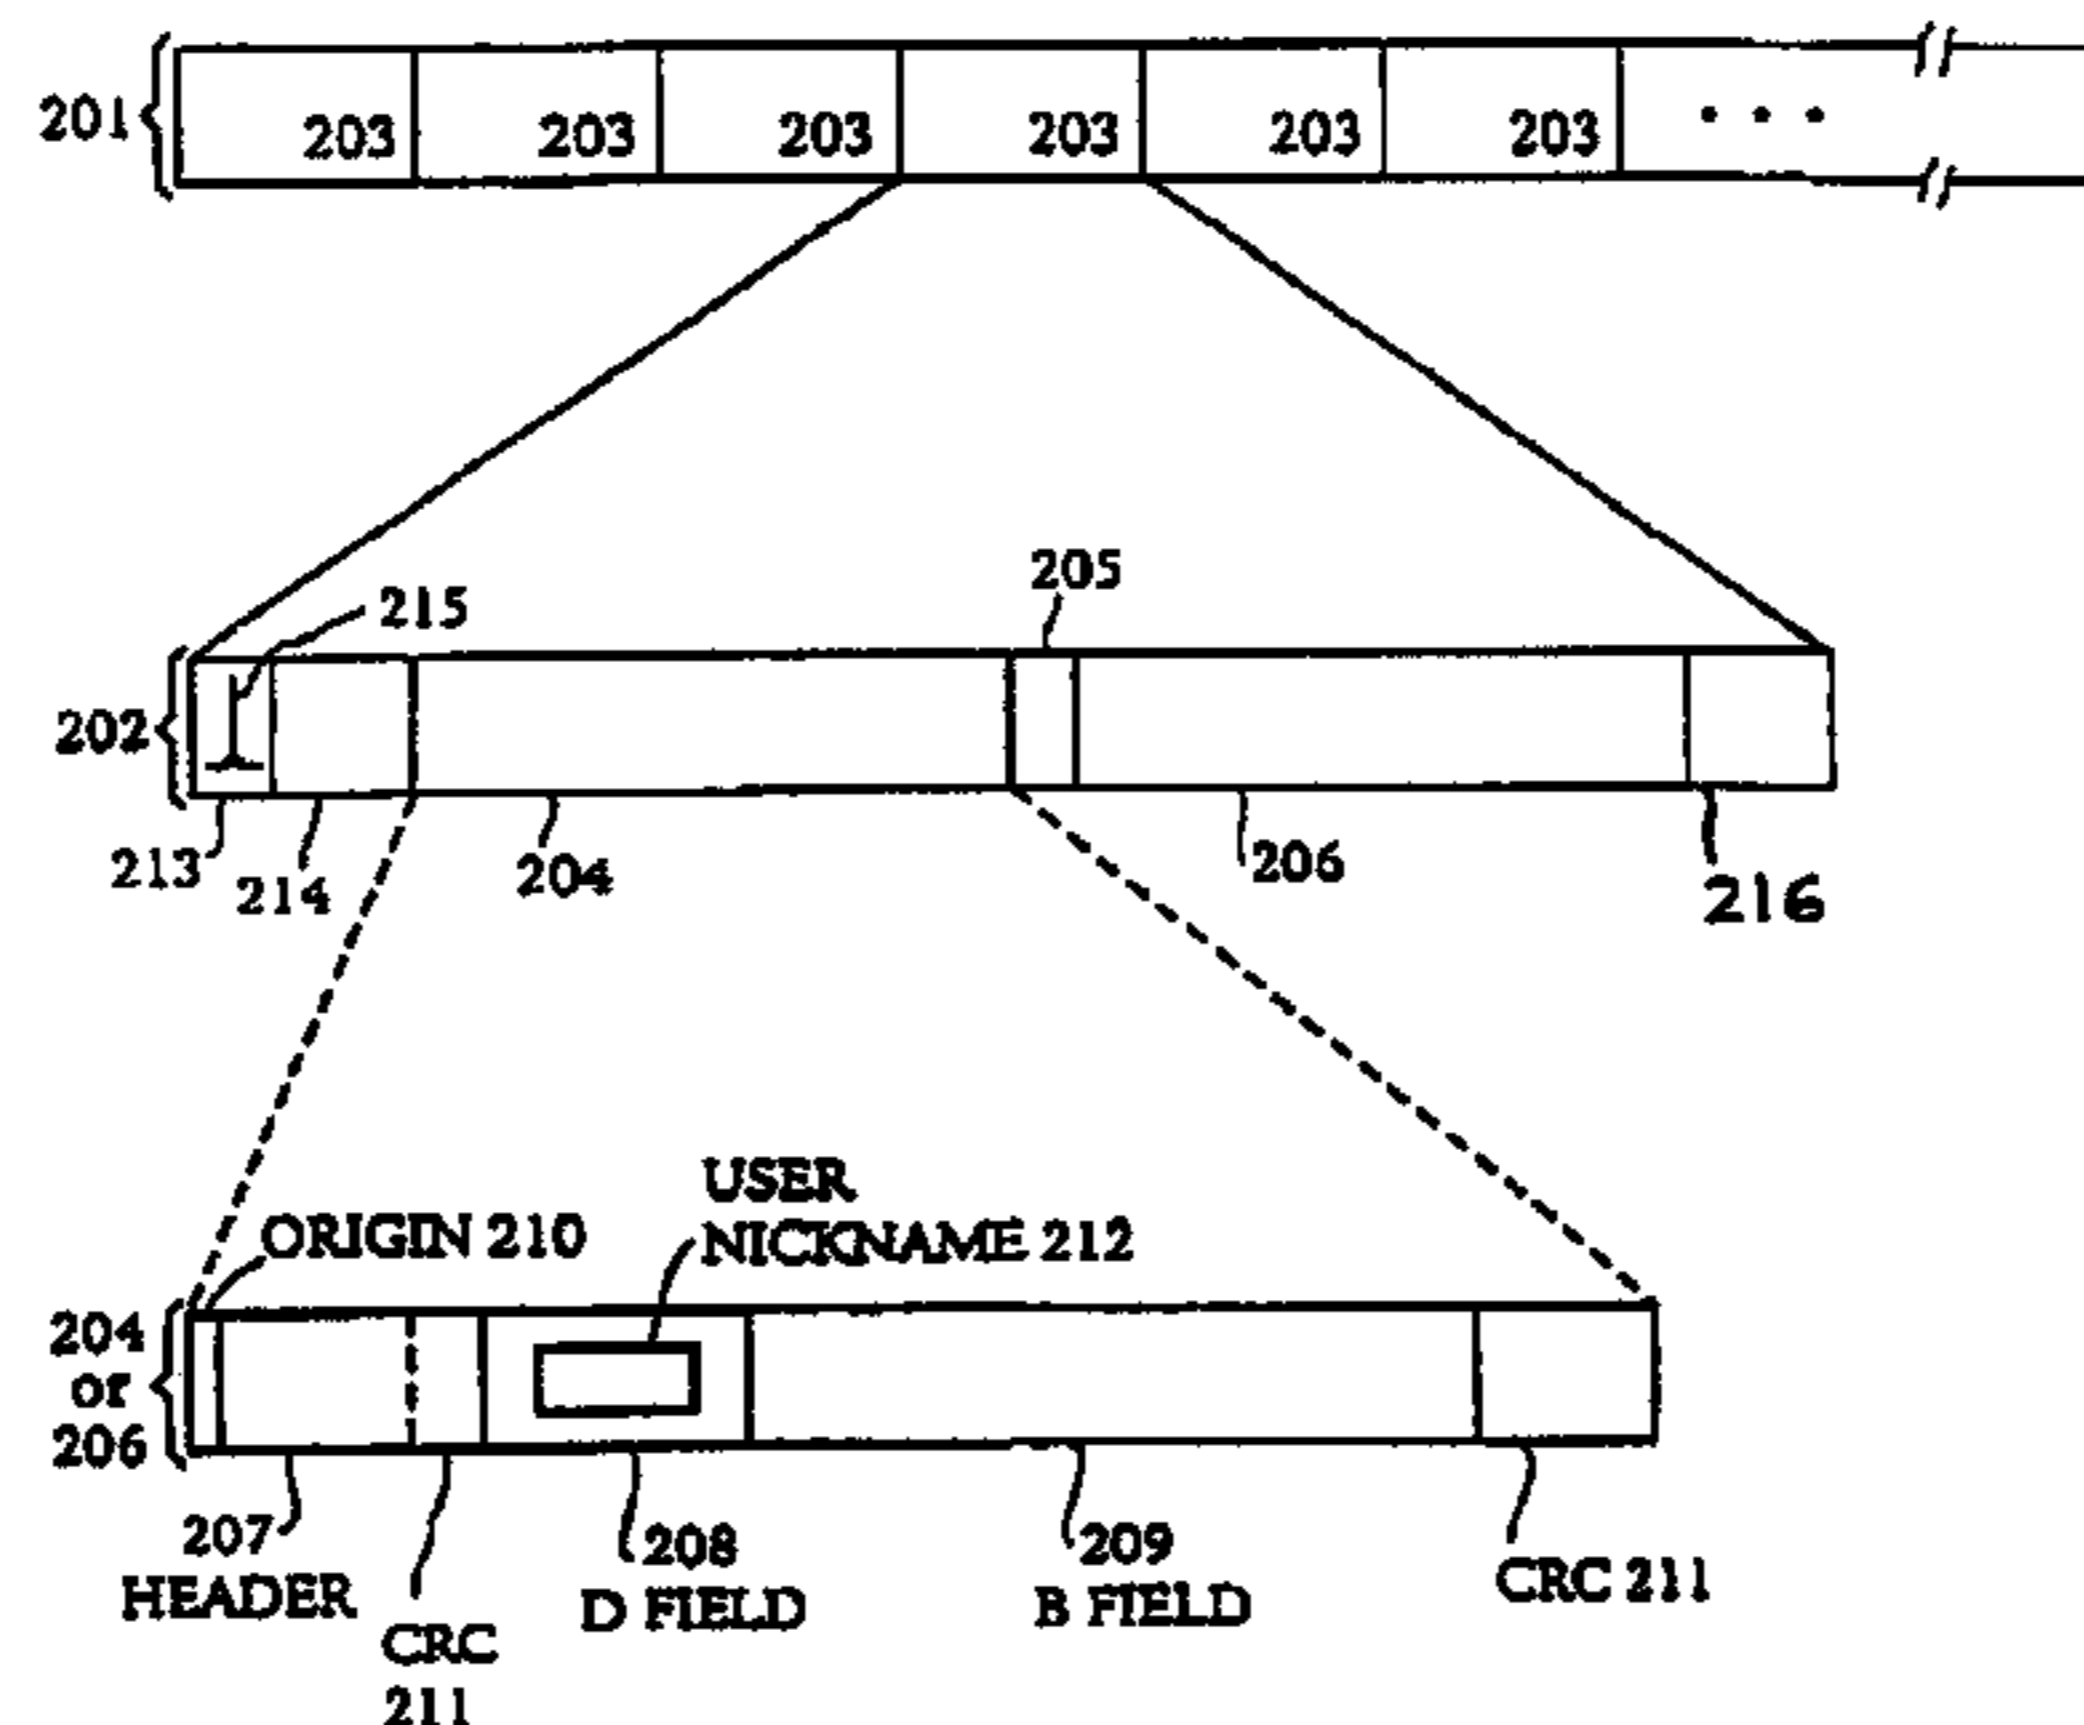 201
203 203 203 203 203 203 • • •
205
215
202
213
214
204
206
216
USER
NICKNAME 212
ORIGIN 210
204
or
206
207
HEADER
CRC
211
208
D FIELD
209
B FIELD
CRC 211